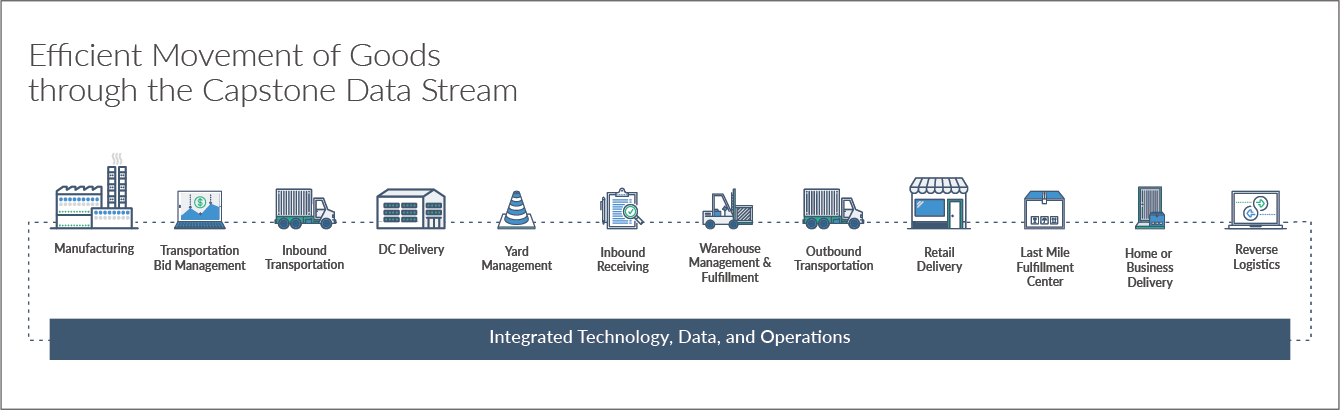 Efficient Movement of Goods
through the Capstone Data Stream
Manufacturing
Transportation
Bid Management
Inbound
Transportation
DC Delivery
Yard
Management
Inbound
Receiving
Warehouse
Management &
Fulfillment
Outbound
Transportation
Retail
Delivery
Last Mile
Fulfillment
Center
Home or
Business
Delivery
Reverse
Logistics
Integrated Technology, Data, and Operations